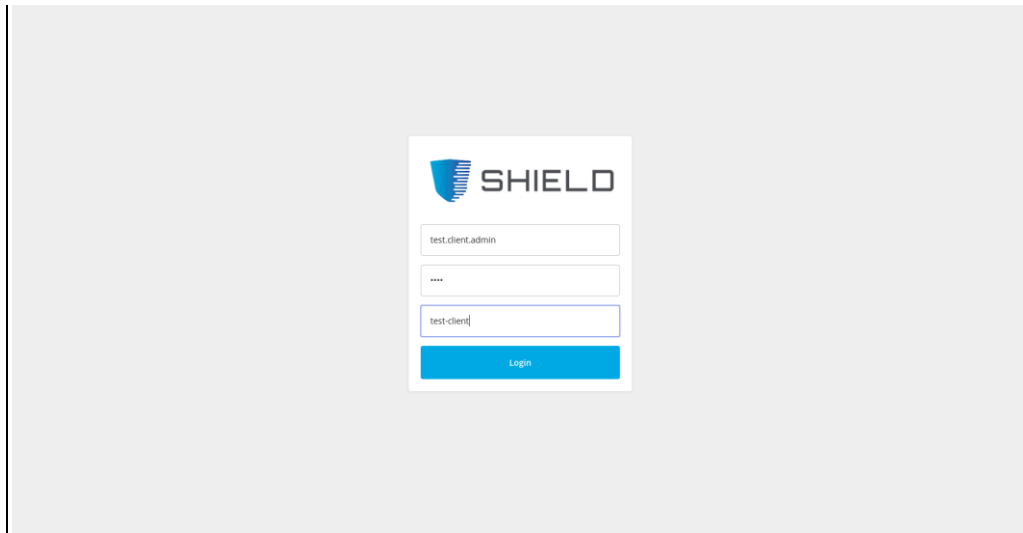 SHIELD
test.client.admin
••••
test-client
Login